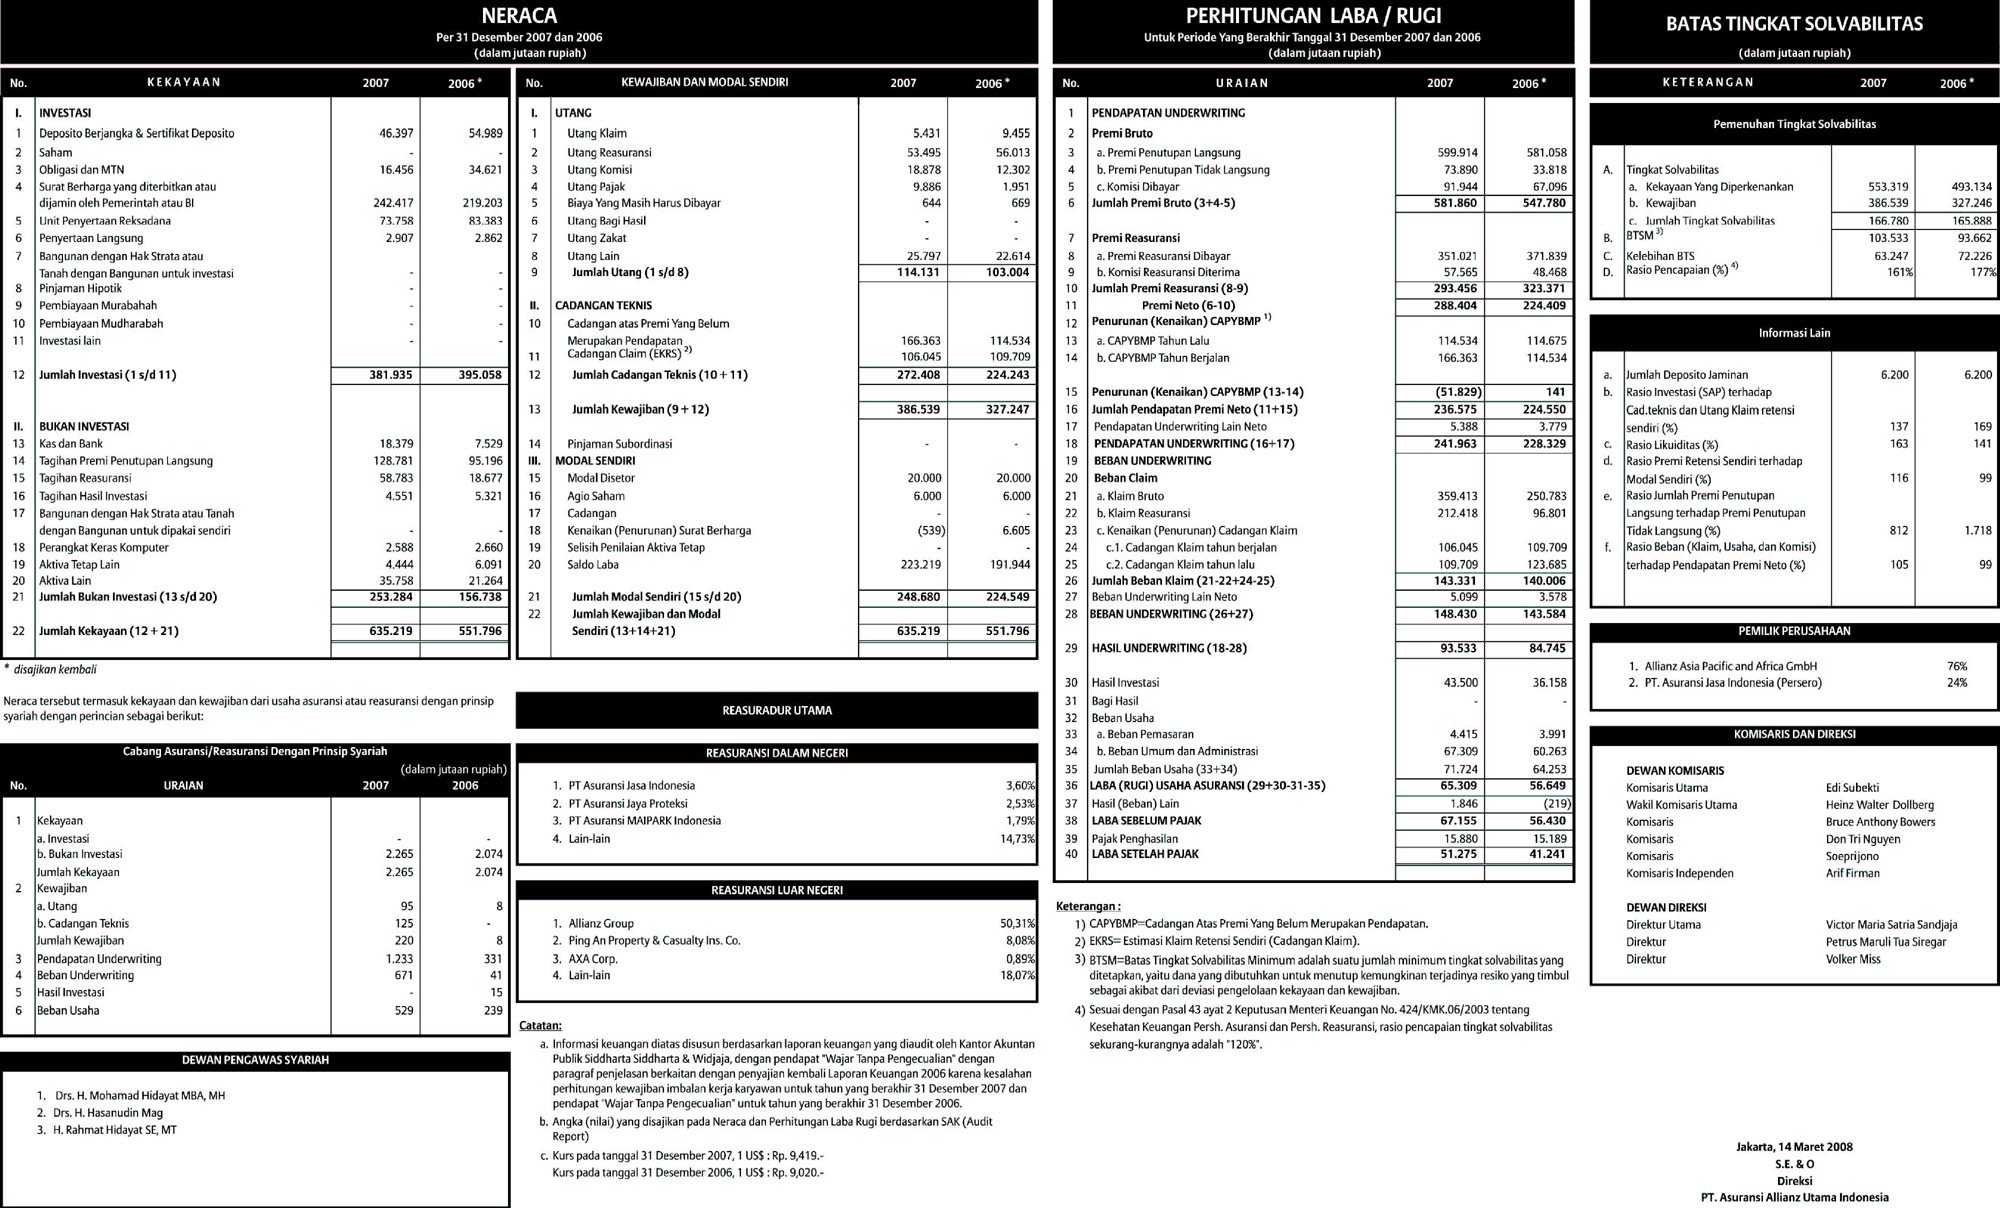 NERACA
Per 31 Desember 2007 dan 2006
(dalam jutaan rupiah)
No. KEKAYAAN 2007 2006 *
I. INVESTASI
1 Deposito Berjangka & Sertifikat Deposito 46.397 54.989
2 Saham - -
3 Obligasi dan MTN 16.456 34.621
4 Surat Berharga yang diterbitkan atau
dijamin oleh Pemerintah atau BI 242.417 219.203
5 Unit Penyertaan Reksadana 73.758 83.383
6 Penyertaan Langsung 2.907 2.862
7 Bangunan dengan Hak Strata atau
Tanah dengan Bangunan untuk investasi - -
8 Pinjaman Hipotik - -
9 Pembiayaan Murabahah - -
10 Pembiayaan Mudharabah - -
11 Investasi lain - -
12 Jumlah Investasi (1 s/d 11) 381.935 395.058
II. BUKAN INVESTASI
13 Kas dan Bank 18.379 7.529
14 Tagihan Premi Penutupan Langsung 128.781 95.196
15 Tagihan Reasuransi 58.783 18.677
16 Tagihan Hasil Investasi 4.551 5.321
17 Bangunan dengan Hak Strata atau Tanah
dengan Bangunan untuk dipakai sendiri - -
18 Perangkat Keras Komputer 2.588 2.660
19 Aktiva Tetap Lain 4.444 6.091
20 Aktiva Lain 35.758 21.264
21 Jumlah Bukan Investasi (13 s/d 20) 253.284 156.738
22 Jumlah Kekayaan (12 + 21) 635.219 551.796
* disajikan kembali
No. KEWAJIBAN DAN MODAL SENDIRI 2007 2006 *
I. UTANG
1 Utang Klaim 5.431 9.455
2 Utang Reasuransi 53.495 56.013
3 Utang Komisi 18.878 12.302
4 Utang Pajak 9.886 1.951
5 Biaya Yang Masih Harus Dibayar 644 669
6 Utang Bagi Hasil - -
7 Utang Zakat - -
8 Utang Lain 25.797 22.614
9 Jumlah Utang (1 s/d 8) 114.131 103.004
II. CADANGAN TEKNIS
10 Cadangan atas Premi Yang Belum
Merupakan Pendapatan 166.363 114.534
11 Cadangan Claim (EKRS) 2) 106.045 109.709
12 Jumlah Cadangan Teknis (10 + 11) 272.408 224.243
13 Jumlah Kewajiban (9 + 12) 386.539 327.247
14 Pinjaman Subordinasi - -
III. MODAL SENDIRI
15 Modal Disetor 20.000 20.000
16 Agio Saham 6.000 6.000
17 Cadangan - -
18 Kenaikan (Penurunan) Surat Berharga (539) 6.605
19 Selisih Penilaian Aktiva Tetap - -
20 Saldo Laba 223.219 191.944
21 Jumlah Modal Sendiri (15 s/d 20) 248.680 224.549
22 Jumlah Kewajiban dan Modal
Sendiri (13+14+21) 635.219 551.796
Neraca tersebut termasuk kekayaan dan kewajiban dari usaha asuransi atau reasuransi dengan prinsip
syariah dengan perincian sebagai berikut:
Cabang Asuransi/Reasuransi Dengan Prinsip Syariah
(dalam jutaan rupiah)
No. URAIAN 2007 2006
1 Kekayaan
a. Investasi - -
b. Bukan Investasi 2.265 2.074
Jumlah Kekayaan 2.265 2.074
2 Kewajiban
a. Utang 95 8
b. Cadangan Teknis 125 -
Jumlah Kewajiban 220 8
3 Pendapatan Underwriting 1.233 331
4 Beban Underwriting 671 41
5 Hasil Investasi - 15
6 Beban Usaha 529 239
DEWAN PENGAWAS SYARIAH
1. Drs. H. Mohamad Hidayat MBA, MH
2. Drs. H. Hasanudin Mag
3. H. Rahmat Hidayat SE, MT
REASURADUR UTAMA
REASURANSI DALAM NEGERI
1. PT Asuransi Jasa Indonesia 3,60%
2. PT Asuransi Jaya Proteksi 2,53%
3. PT Asuransi MAIPARK Indonesia 1,79%
4. Lain-lain 14,73%
REASURANSI LUAR NEGERI
1. Allianz Group 50,31%
2. Ping An Property & Casualty Ins. Co. 8,08%
3. AXA Corp. 0,89%
4. Lain-lain 18,07%
Catatan:
a. Informasi keuangan diatas disusun berdasarkan laporan keuangan yang diaudit oleh Kantor Akuntan
Publik Siddharta Siddharta & Widjaja, dengan pendapat "Wajar Tanpa Pengecualian" dengan
paragraf penjelasan berkaitan dengan penyajian kembali Laporan Keuangan 2006 karena kesalahan
perhitungan kewajiban imbalan kerja karyawan untuk tahun yang berakhir 31 Desember 2007 dan
pendapat "Wajar Tanpa Pengecualian" untuk tahun yang berakhir 31 Desember 2006.
b. Angka (nilai) yang disajikan pada Neraca dan Perhitungan Laba Rugi berdasarkan SAK (Audit
Report)
c. Kurs pada tanggal 31 Desember 2007, 1 US$ : Rp. 9,419.-
Kurs pada tanggal 31 Desember 2006, 1 US$ : Rp. 9,020.-
PERHITUNGAN LABA / RUGI
Untuk Periode Yang Berakhir Tanggal 31 Desember 2007 dan 2006
(dalam jutaan rupiah)
No. URAIAN 2007 2006 *
1 PENDAPATAN UNDERWRITING
2 Premi Bruto
3 a. Premi Penutupan Langsung 599.914 581.058
4 b. Premi Penutupan Tidak Langsung 73.890 33.818
5 c. Komisi Dibayar 91.944 67.096
6 Jumlah Premi Bruto (3+4-5) 581.860 547.780
7 Premi Reasuransi
8 a. Premi Reasuransi Dibayar 351.021 371.839
9 b. Komisi Reasuransi Diterima 57.565 48.468
10 Jumlah Premi Reasuransi (8-9) 293.456 323.371
11 Premi Neto (6-10) 288.404 224.409
12 Penurunan (Kenaikan) CAPYBMP 1)
13 a. CAPYBMP Tahun Lalu 114.534 114.675
14 b. CAPYBMP Tahun Berjalan 166.363 114.534
15 Penurunan (Kenaikan) CAPYBMP (13-14) (51.829) 141
16 Jumlah Pendapatan Premi Neto (11+15) 236.575 224.550
17 Pendapatan Underwriting Lain Neto 5.388 3.779
18 PENDAPATAN UNDERWRITING (16+17) 241.963 228.329
19 BEBAN UNDERWRITING
20 Beban Claim
21 a. Klaim Bruto 359.413 250.783
22 b. Klaim Reasuransi 212.418 96.801
23 c. Kenaikan (Penurunan) Cadangan Klaim
24 c.1. Cadangan Klaim tahun berjalan 106.045 109.709
25 c.2. Cadangan Klaim tahun lalu 109.709 123.685
26 Jumlah Beban Klaim (21-22+24-25) 143.331 140.006
27 Beban Underwriting Lain Neto 5.099 3.578
28 BEBAN UNDERWRITING (26+27) 148.430 143.584
29 HASIL UNDERWRITING (18-28) 93.533 84.745
30 Hasil Investasi 43.500 36.158
31 Bagi Hasil - -
32 Beban Usaha
33 a. Beban Pemasaran 4.415 3.991
34 b. Beban Umum dan Administrasi 67.309 60.263
35 Jumlah Beban Usaha (33+34) 71.724 64.253
36 LABA (RUGI) USAHA ASURANSI (29+30-31-35) 65.309 56.649
37 Hasil (Beban) Lain 1.846 (219)
38 LABA SEBELUM PAJAK 67.155 56.430
39 Pajak Penghasilan 15.880 15.189
40 LABA SETELAH PAJAK 51.275 41.241
Keterangan :
1) CAPYBMP=Cadangan Atas Premi Yang Belum Merupakan Pendapatan.
2) EKRS= Estimasi Klaim Retensi Sendiri (Cadangan Klaim).
3) BTSM=Batas Tingkat Solvabilitas Minimum adalah suatu jumlah minimum tingkat solvabilitas yang
ditetapkan, yaitu dana yang dibutuhkan untuk menutup kemungkinan terjadinya resiko yang timbul
sebagai akibat dari deviasi pengelolaan kekayaan dan kewajiban.
4) Sesuai dengan Pasal 43 ayat 2 Keputusan Menteri Keuangan No. 424/KMK.06/2003 tentang
Kesehatan Keuangan Persh. Asuransi dan Persh. Reasuransi, rasio pencapaian tingkat solvabilitas
sekurang-kurangnya adalah "120%".
BATAS TINGKAT SOLVABILITAS
(dalam jutaan rupiah)
KETERANGAN 2007 2006 *
Pemenuhan Tingkat Solvabilitas
A. Tingkat Solvabilitas
a. Kekayaan Yang Diperkenankan 553.319 493.134
b. Kewajiban 386.539 327.246
c. Jumlah Tingkat Solvabilitas 166.780 165.888
B. BTSM 3) 103.533 93.662
C. Kelebihan BTS 63.247 72.226
D. Rasio Pencapaian (%) 4) 161% 177%
Informasi Lain
a. Jumlah Deposito Jaminan 6.200 6.200
b. Rasio Investasi (SAP) terhadap
Cad.teknis dan Utang Klaim retensi
sendiri (%) 137 169
c. Rasio Likuiditas (%) 163 141
d. Rasio Premi Retensi Sendiri terhadap
Modal Sendiri (%) 116 99
e. Rasio Jumlah Premi Penutupan
Langsung terhadap Premi Penutupan
Tidak Langsung (%) 812 1.718
f. Rasio Beban (Klaim, Usaha, dan Komisi)
terhadap Pendapatan Premi Neto (%) 105 99
PEMILIK PERUSAHAAN
1. Allianz Asia Pacific and Africa GmbH 76%
2. PT. Asuransi Jasa Indonesia (Persero) 24%
KOMISARIS DAN DIREKSI
DEWAN KOMISARIS
Komisaris Utama Edi Subekti
Wakil Komisaris Utama Heinz Walter Dollberg
Komisaris Bruce Anthony Bowers
Komisaris Don Tri Nguyen
Komisaris Soeprijono
Komisaris Independen Arif Firman
DEWAN DIREKSI
Direktur Utama Victor Maria Satria Sandjaja
Direktur Petrus Maruli Tua Siregar
Direktur Volker Miss
Jakarta, 14 Maret 2008
S.E. & O
Direksi
PT. Asuransi Allianz Utama Indonesia